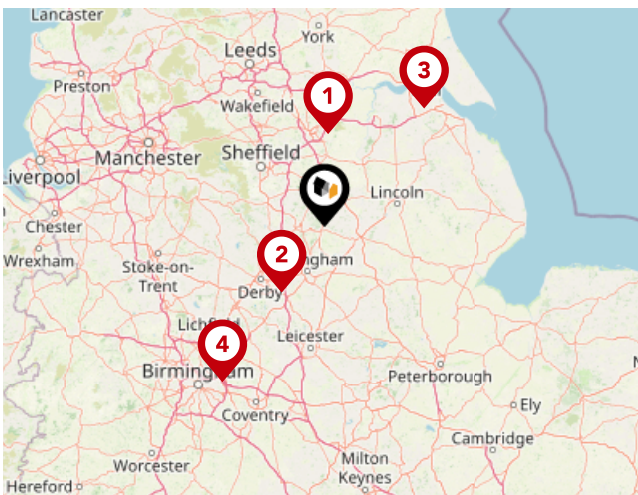 Lancaster
York
Leeds
Preston
3
Wakefield
1
Manchester
Sheffield
Liverpool
Lincoln
Chester
Wrexham
2
ngham
Stoke-on-
Trent
Derby
Lichfield
4
Leicester
Birmingham
Peterborough
Coventry
Ely
Cambridge
Worcester
Milton
Keynes
Hereford